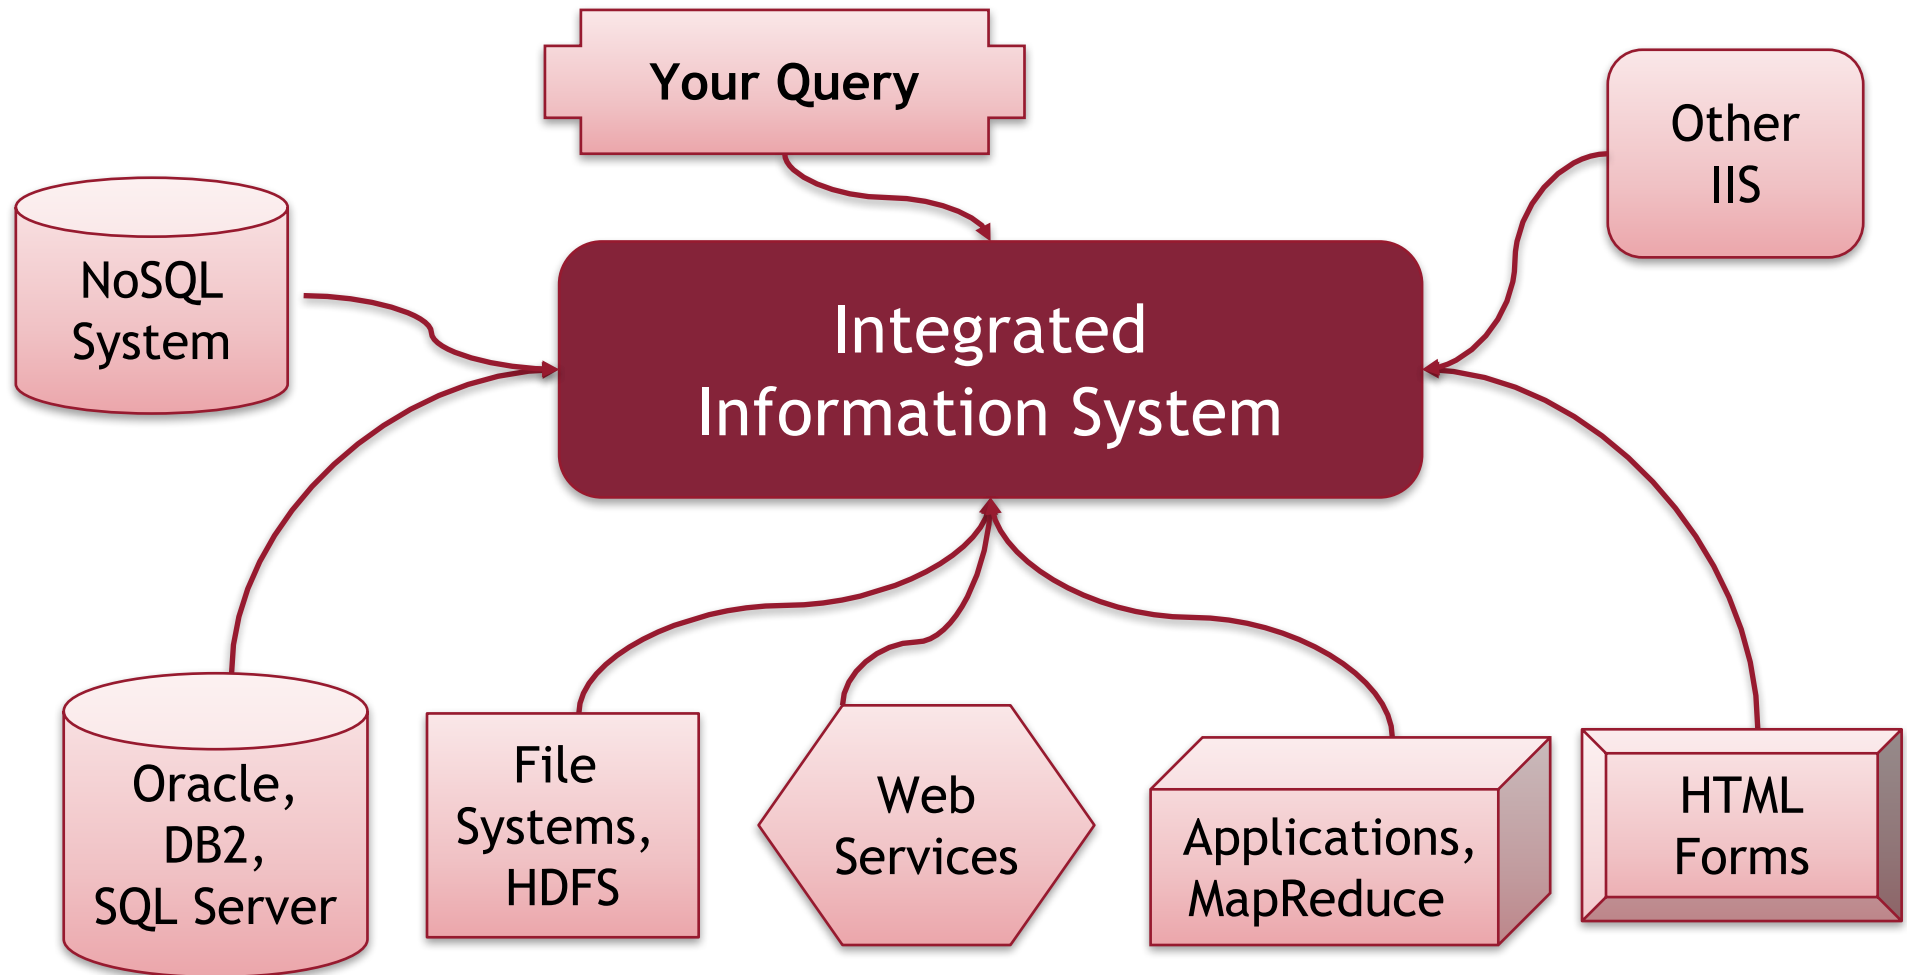 Your Query
Other
IIS
NoSQL
System
Integrated
Information System
Oracle,
DB2,
SQL Server
File
Systems,
HDFS
Web
Services
Applications,
MapReduce
HTML
Forms